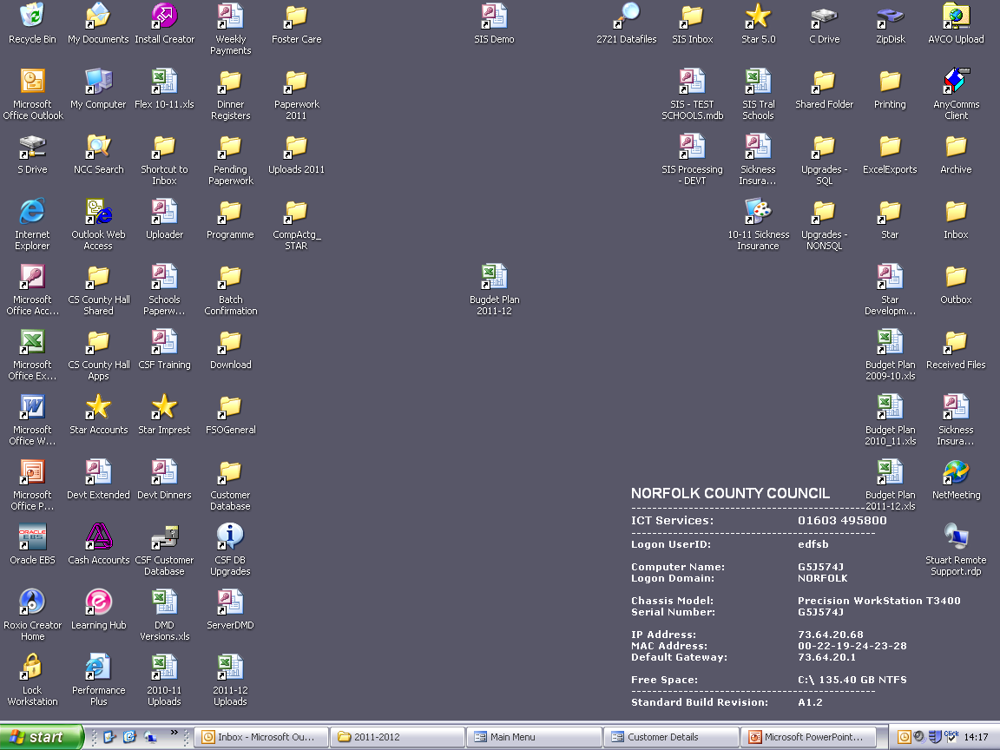 Recycle Bin
My Documents
Install Creator
Weekly
Payments
Foster Care
SIS Demo
2721 Datafiles
SIS Inbox
Star 5.0
C Drive
ZipDisk
AVCO Upload
Microsoft
Office Outlook
My Computer
Flex 10-11.xls
Dinner
Registers
Paperwork
2011
SIS - TEST
SCHOOLS.mdb
SIS Tral
Schools
Shared Folder
Printing
AnyComms
Client
S Drive
NCC Search
Shortcut to
Inbox
Pending
Paperwork
Uploads 2011
SIS Processing
- DEVT
Sickness
Insura...
Upgrades -
SQL
ExcelExports
Archive
Internet
Explorer
Outlook Web
Access
Uploader
Programme
CompActg_
STAR
10-11 Sickness
Insurance
Upgrades -
NONSQL
Star
Inbox
Microsoft
Office Acc...
CS County Hall
Shared
Schools
Paperw...
Batch
Confirmation
Bugdet Plan
2011-12
Star
Developm...
Outbox
Microsoft
Office Ex...
CS County Hall
Apps
CSF Training
Download
Budget Plan
2009-10.xls
Received Files
Microsoft
Office W...
Star Accounts
Star Imprest
FSOGeneral
Budget Plan
2010_11.xls
Sickness
Insura...
Microsoft
Office P...
Devt Extended
Devt Dinners
Customer
Database
Budget Plan
2011-12.xls
NetMeeting
ORACLE
EBS
Oracle EBS
Cash Accounts
CSF Customer
Database
CSF DB
Upgrades
Stuart Remote
Support.rdp
Roxio Creator
Home
Learning Hub
DMD
Versions.xls
ServerDMD
Lock
Workstation
Performance
Plus
2010-11
Uploads
2011-12
Uploads
NORFOLK COUNTY COUNCIL
ICT Services: 01603 495800
Logon UserID: edfsb
Computer Name: G5J574J
Logon Domain: NORFOLK
Chassis Model: Precision WorkStation T3400
Serial Number: G5J574J
IP Address: 73.64.20.68
MAC Address: 00-22-19-24-23-28
Default Gateway: 73.64.20.1
Free Space: C:\ 135.40 GB NTFS
Standard Build Revision: A1.2
start
»
Inbox - Microsoft Ou...
2011-2012
Main Menu
Customer Details
Microsoft PowerPoint...
Click
14:17